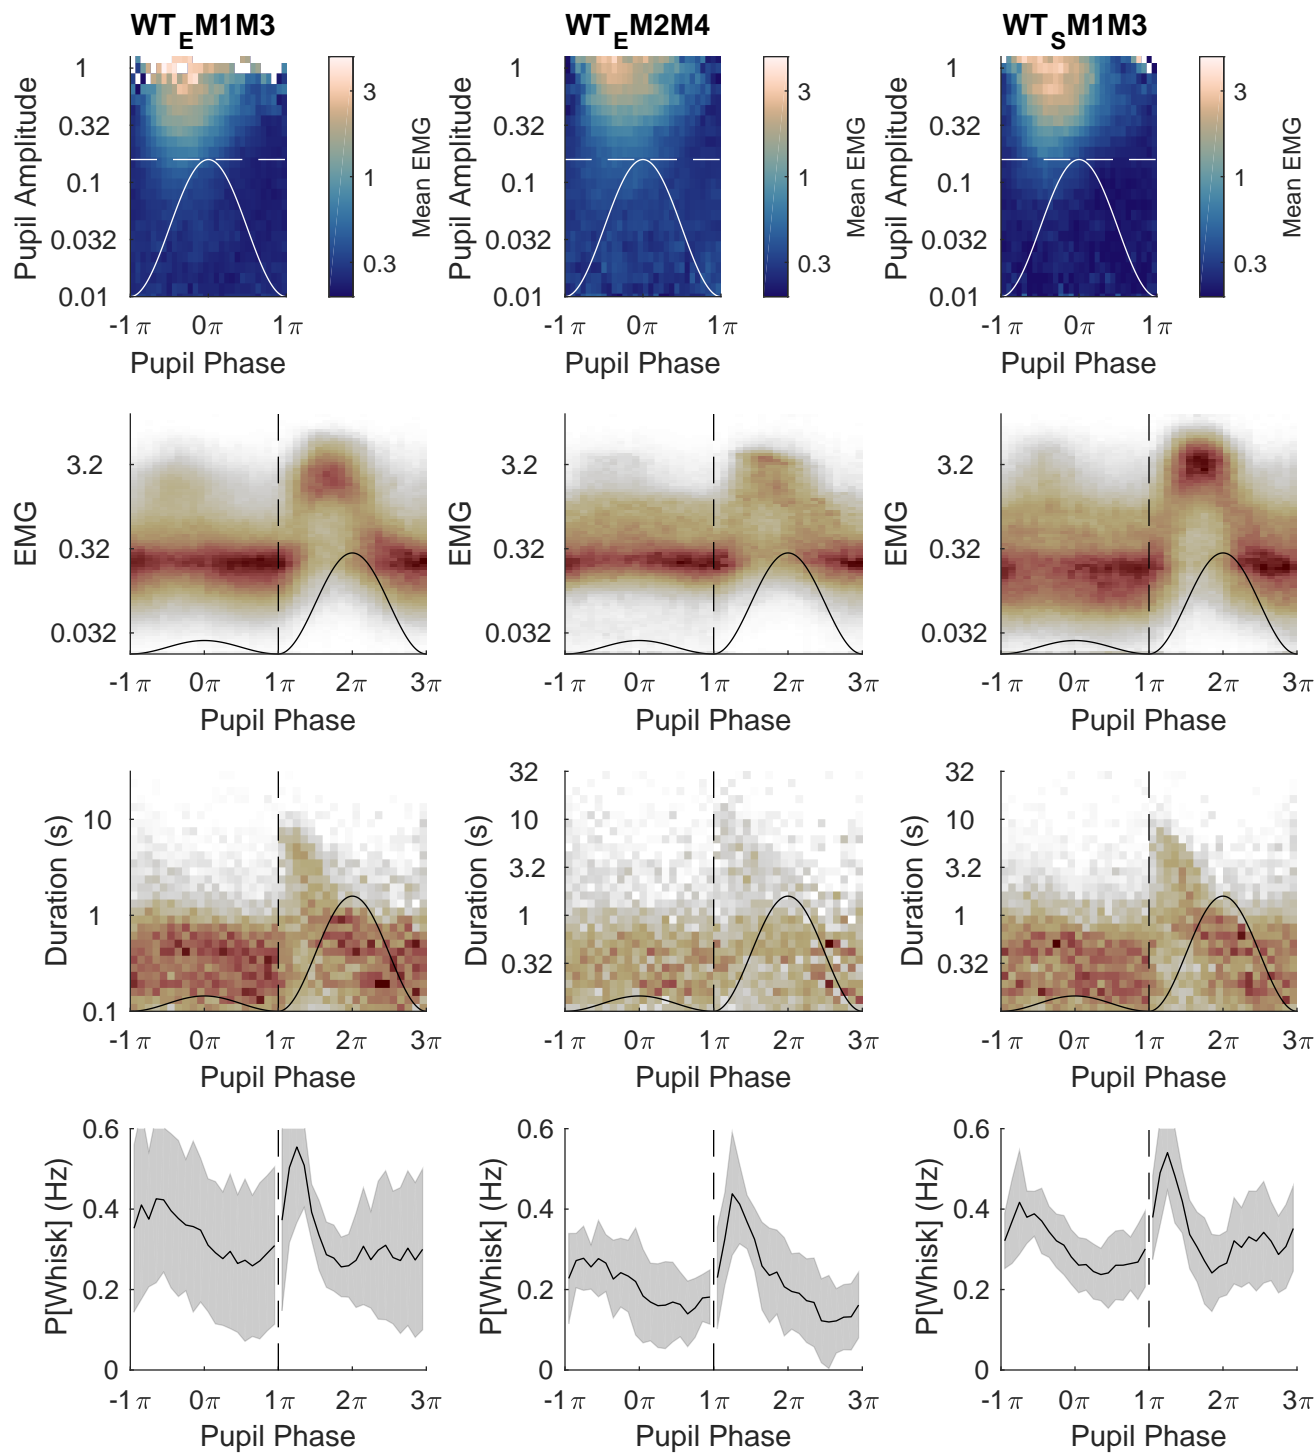 WT_E M1M3 WT_E M2M4 WT_S M1M3
Pupil Amplitude
1
0.32
0.1
0.032
0.01
-1π 0π 1π
Pupil Phase
3
1
0.3
Mean EMG
Pupil Amplitude
1
0.32
0.1
0.032
0.01
-1π 0π 1π
Pupil Phase
3
1
0.3
Mean EMG
Pupil Amplitude
1
0.32
0.1
0.032
0.01
-1π 0π 1π
Pupil Phase
3
1
0.3
Mean EMG
EMG
3.2
0.32
0.032
-1π 0π 1π 2π 3π
Pupil Phase
EMG
3.2
0.32
0.032
-1π 0π 1π 2π 3π
Pupil Phase
EMG
3.2
0.32
0.032
-1π 0π 1π 2π 3π
Pupil Phase
Duration (s)
10
1
0.1
-1π 0π 1π 2π 3π
Pupil Phase
Duration (s)
32
10
3.2
1
0.32
-1π 0π 1π 2π 3π
Pupil Phase
Duration (s)
32
10
3.2
1
0.32
-1π 0π 1π 2π 3π
Pupil Phase
P[Whisk] (Hz)
0.6
0.4
0.2
0
-1π 0π 1π 2π 3π
Pupil Phase
P[Whisk] (Hz)
0.6
0.4
0.2
0
-1π 0π 1π 2π 3π
Pupil Phase
P[Whisk] (Hz)
0.6
0.4
0.2
0
-1π 0π 1π 2π 3π
Pupil Phase